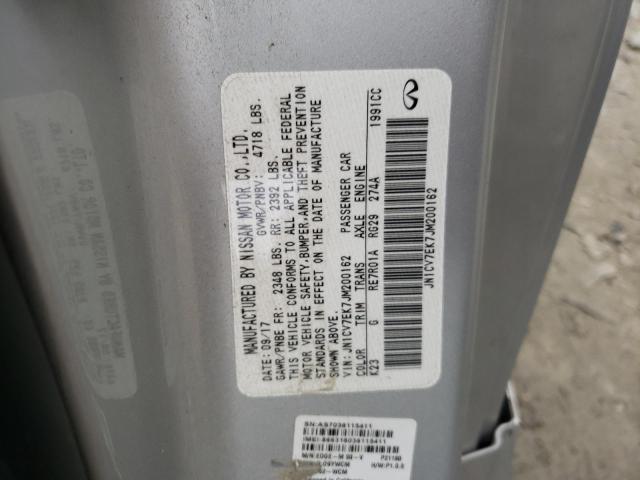 MANUFACTURED BY NISSAN MOTOR CO.,LTD.
DATE: 09/17 GVWR/PNBV: 4718 LBS.
GAWR/PNBE FR: 2348 LBS. RR: 2392 LBS.
THIS VEHICLE CONFORMS TO ALL APPLICABLE FEDERAL
MOTOR VEHICLE SAFETY,BUMPER,AND THEFT PREVENTION
STANDARDS IN EFFECT ON THE DATE OF MANUFACTURE
SHOWN ABOVE.
VIN:JN1CV7EK7JM200162 PASSENGER CAR
COLOR TRIM TRANS AXLE ENGINE
K23 G RE7R01A RG29 274A 1991CC
JN1CV7EK7JM200162
SN:A87036115411